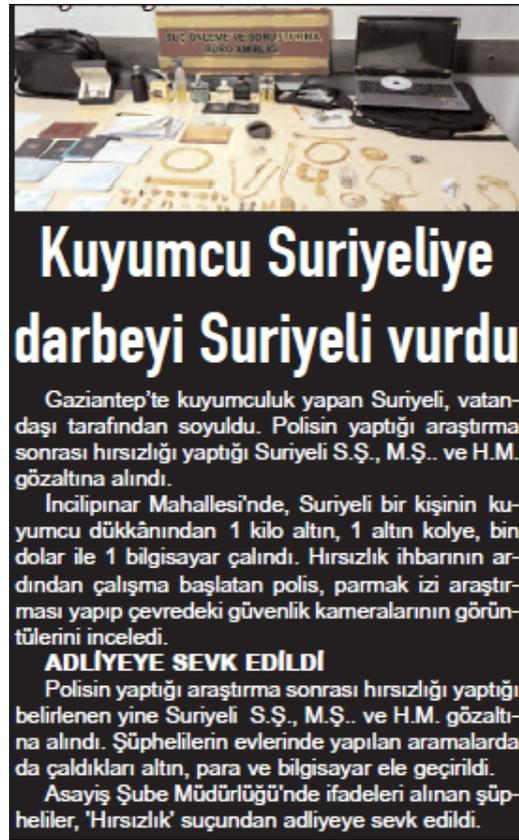 SUÇ ÖNLEME VE SORUŞTURMA
BÜRO AMİRLİĞİ
Kuyumcu Suriyeliye
darbeyi Suriyeli vurdu
Gaziantep'te kuyumculuk yapan Suriyeli, vatan-
daşı tarafından soyuldu. Polisin yaptığı araştırma
sonrası hırsızlığı yaptığı Suriyeli S.Ş., M.Ş.. ve H.M.
gözaltına alındı.
İncilipınar Mahallesi'nde, Suriyeli bir kişinin ku-
yumcu dükkânından 1 kilo altın, 1 altın kolye, bin
dolar ile 1 bilgisayar çalındı. Hırsızlık ihbarının ar-
dından çalışma başlatan polis, parmak izi araştır-
ması yapıp çevredeki güvenlik kameralarının görün-
tülerini inceledi.
ADLİYEYE SEVK EDİLDİ
Polisin yaptığı araştırma sonrası hırsızlığı yaptığı
belirlenen yine Suriyeli S.Ş., M.Ş.. ve H.M. gözaltı-
na alındı. Şüphelilerin evlerinde yapılan aramalarda
da çaldıkları altın, para ve bilgisayar ele geçirildi.
Asayiş Şube Müdürlüğü'nde ifadeleri alınan şüp-
heliler, 'Hırsızlık' suçundan adliyeye sevk edildi.